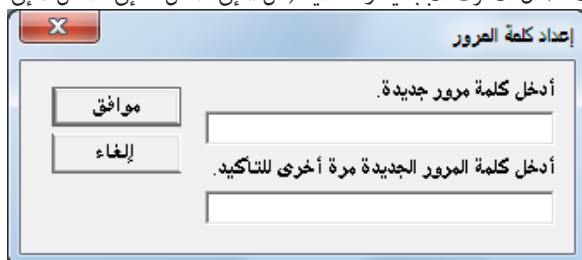 إعداد كلمة المرور
أدخل كلمة مرور جديدة.
موافق
إلغاء
أدخل كلمة المرور الجديدة مرة أخرى للتأكيد.